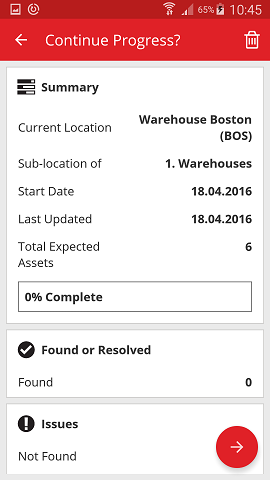 65% 10:45
Continue Progress?
Summary
Current Location Warehouse Boston
(BOS)
Sub-location of 1. Warehouses
Start Date 18.04.2016
Last Updated 18.04.2016
Total Expected 6
Assets
0% Complete
Found or Resolved
Found 0
Issues
Not Found